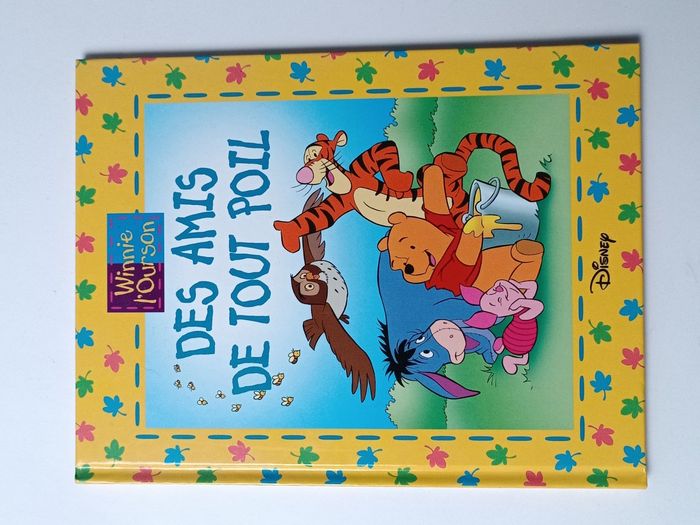 Winnie
l'Ourson
DES AMIS
DE TOUT POIL
DISNEY